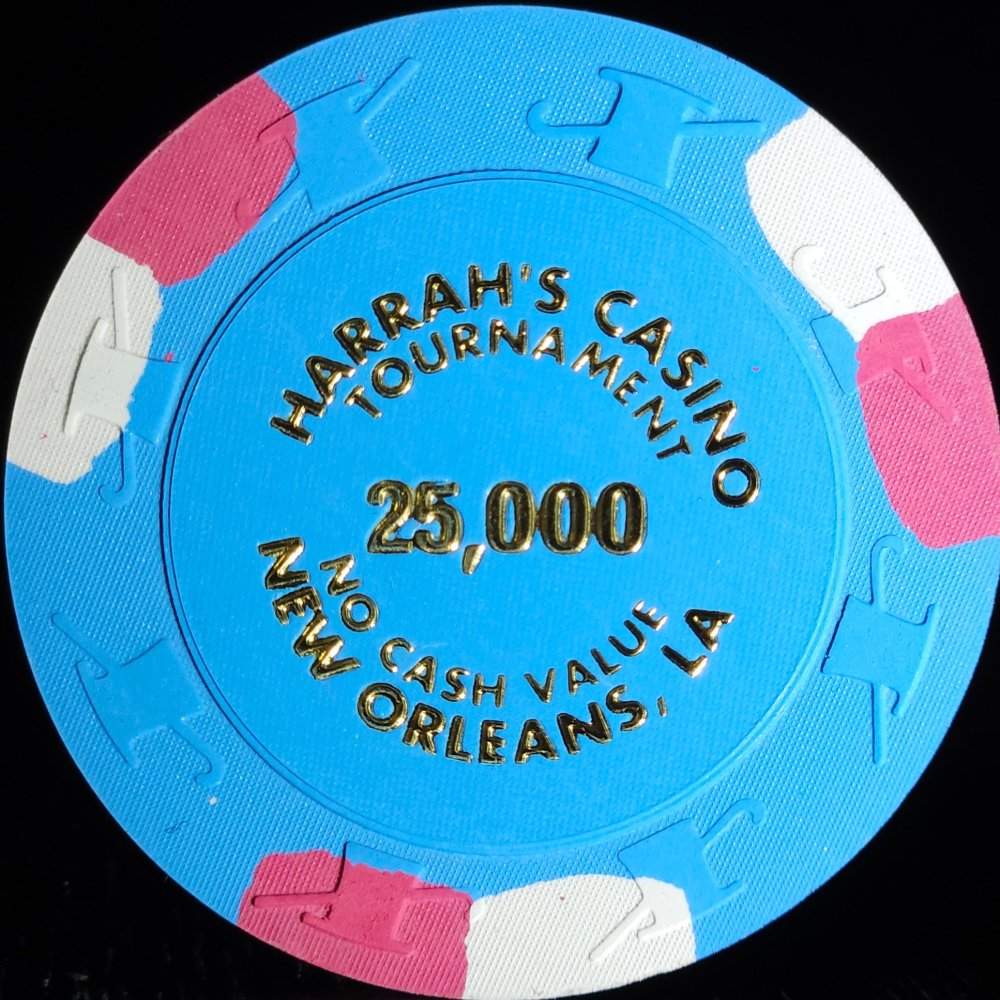 HARRAH'S CASINO
TOURNAMENT
25,000
NO CASH VALUE
NEW ORLEANS, LA